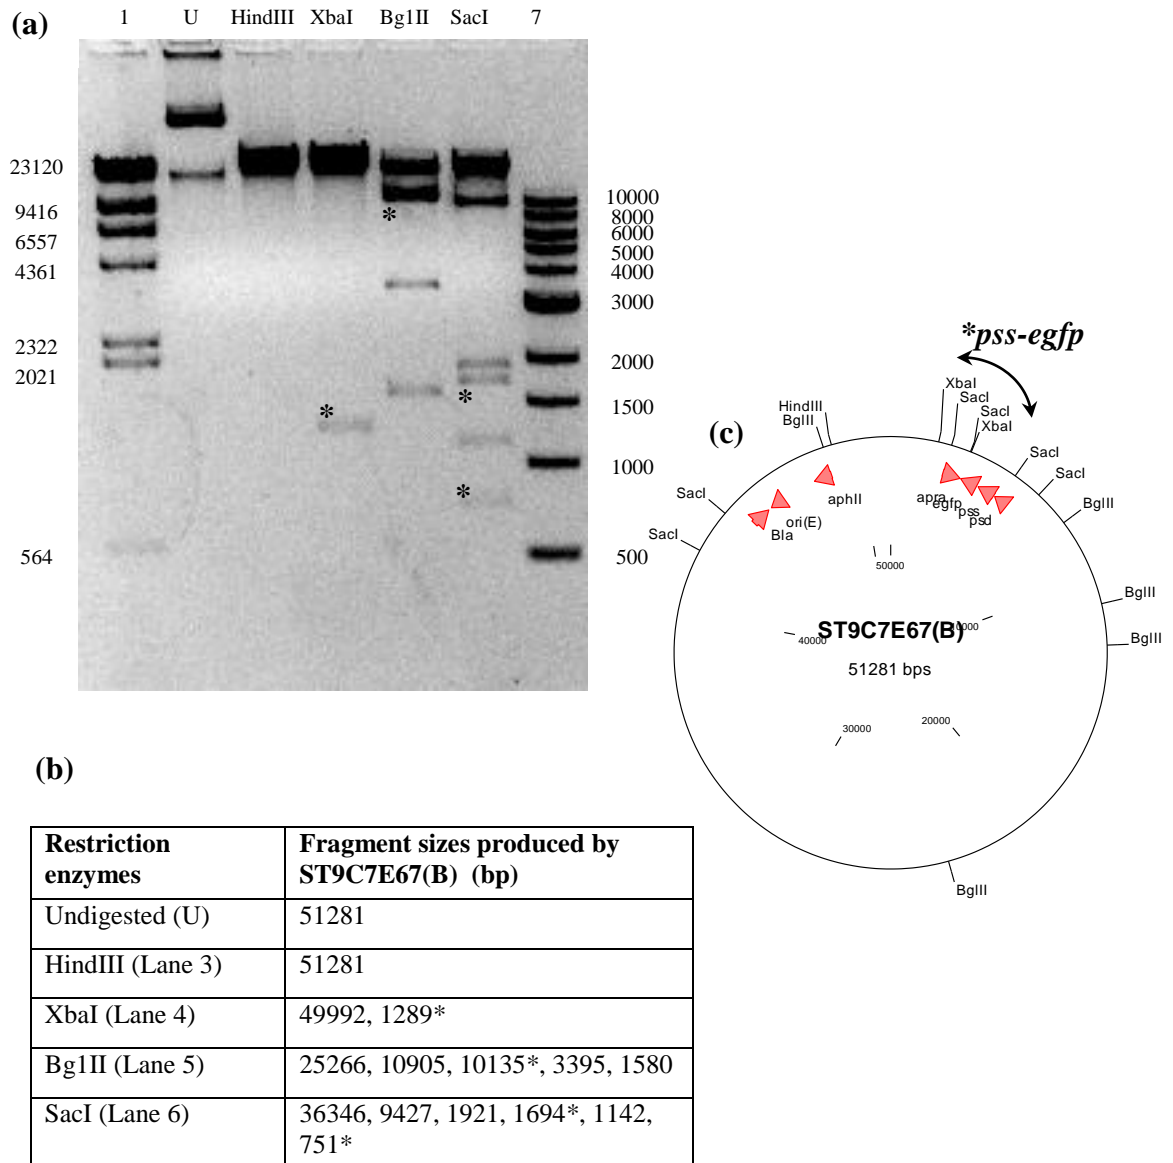 (a)
1 U HindIII XbaI Bg1II SacI 7
23120
9416
6557
4361
2322
2021
564
*
*
*
*
10000
8000
6000
5000
4000
3000
2000
1500
1000
500
*pss-egfp
(c)
XbaI
SacI
SacI
XbaI
HindIII
BglII
SacI
SacI
BglII
SacI
SacI
BglII
BglII
BglII
aphII
ori(E)
Bla
apra
egfp
pss
psd
50000
10000
20000
30000
40000
ST9C7E67(B)
51281 bps
(b)
Restriction enzymes | Fragment sizes produced by ST9C7E67(B) (bp)
Undigested (U) | 51281
HindIII (Lane 3) | 51281
XbaI (Lane 4) | 49992, 1289*
Bg1II (Lane 5) | 25266, 10905, 10135*, 3395, 1580
SacI (Lane 6) | 36346, 9427, 1921, 1694*, 1142,
751*